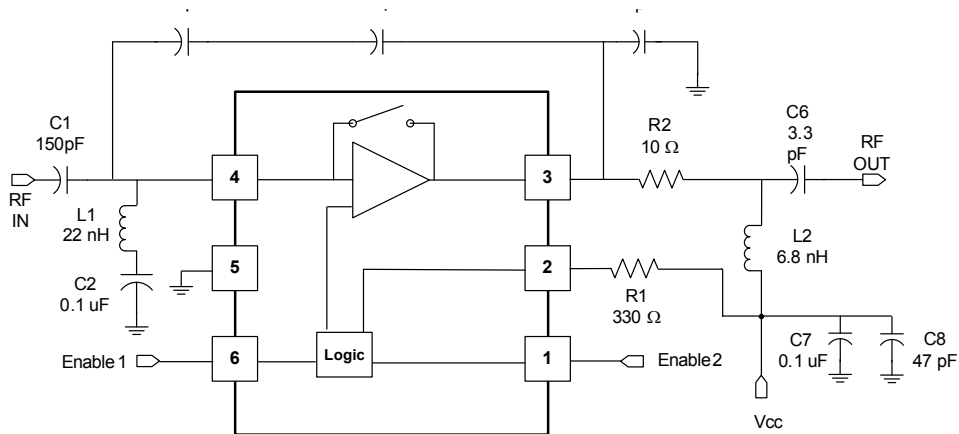 C1
150pF
RF
IN
L1
22 nH
C2
0.1 uF
4
5
6
3
2
1
Logic
Enable 1
Enable2
R2
10 Ω
R1
330 Ω
C6
3.3
pF
RF
OUT
L2
6.8 nH
C7
0.1 uF
C8
47 pF
Vcc